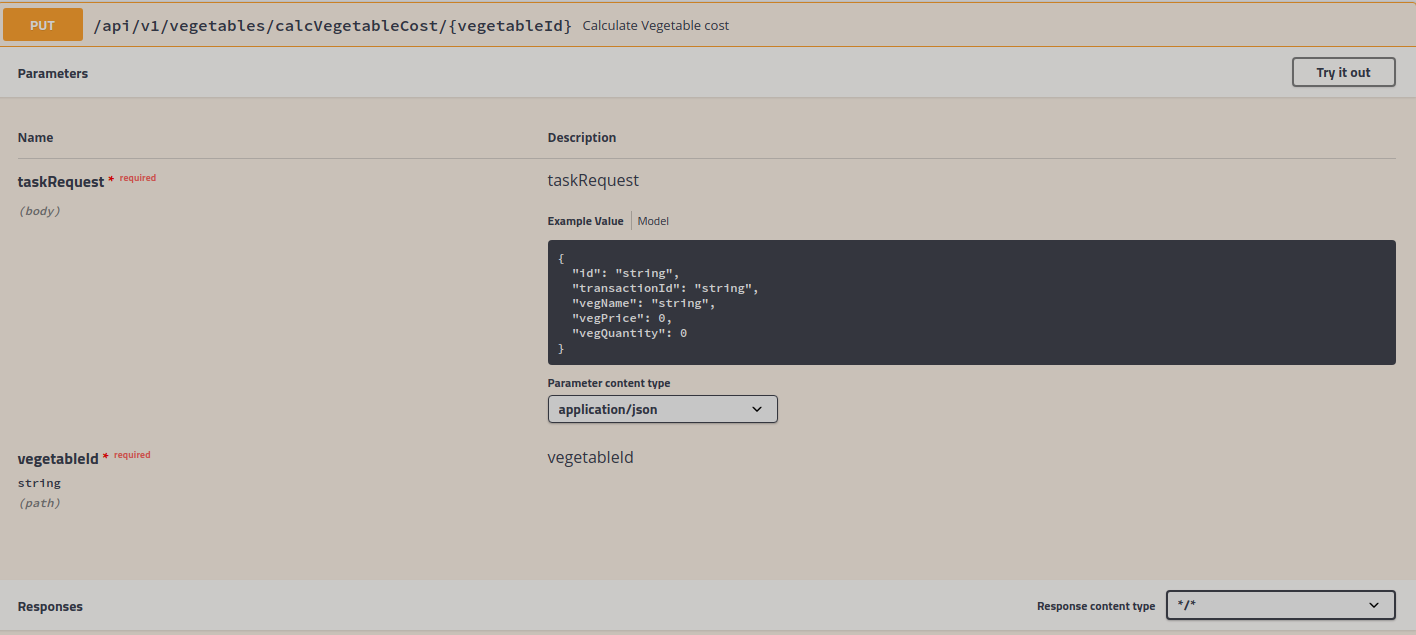 PUT /api/v1/vegetables/calcVegetableCost/{vegetableId} Calculate Vegetable cost
Parameters Try it out
Name Description
taskRequest * required taskRequest
(body)
Example Value Model
{
"id": "string",
"transactionId": "string",
"vegName": "string",
"vegPrice": 0,
"vegQuantity": 0
}
Parameter content type
application/json
vegetableId * required vegetableId
string
(path)
Responses Response content type */*